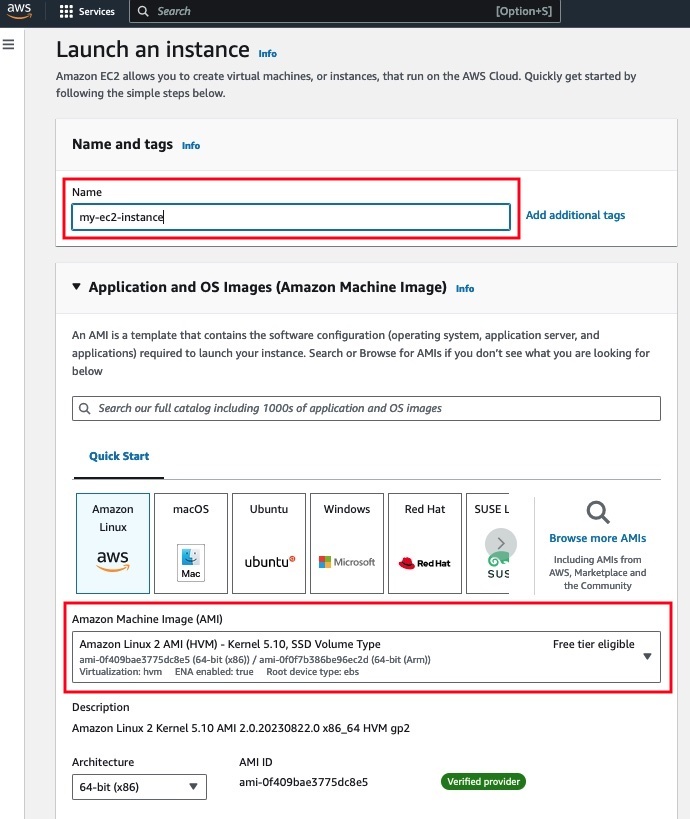 aws Services Search [Option+S]
Launch an instance Info
Amazon EC2 allows you to create virtual machines, or instances, that run on the AWS Cloud. Quickly get started by
following the simple steps below.
Name and tags Info
Name
my-ec2-instance
Add additional tags
Application and OS Images (Amazon Machine Image) Info
An AMI is a template that contains the software configuration (operating system, application server, and
applications) required to launch your instance. Search or Browse for AMIs if you don't see what you are looking for
below
Search our full catalog including 1000s of application and OS images
Quick Start
Amazon
Linux
aws
macOS
Mac
Ubuntu
ubuntu
Windows
Microsoft
Red Hat
Red Hat
SUSE L
SUS
Browse more AMIs
Including AMIs from
AWS, Marketplace and
the Community
Amazon Machine Image (AMI)
Amazon Linux 2 AMI (HVM) - Kernel 5.10, SSD Volume Type Free tier eligible
ami-0f409bae3775dc8e5 (64-bit (x86)) / ami-0f0f7b386be96ec2d (64-bit (Arm))
Virtualization: hvm ENA enabled: true Root device type: ebs
Description
Amazon Linux 2 Kernel 5.10 AMI 2.0.20230822.0 x86_64 HVM gp2
Architecture
64-bit (x86)
AMI ID
ami-0f409bae3775dc8e5
Verified provider